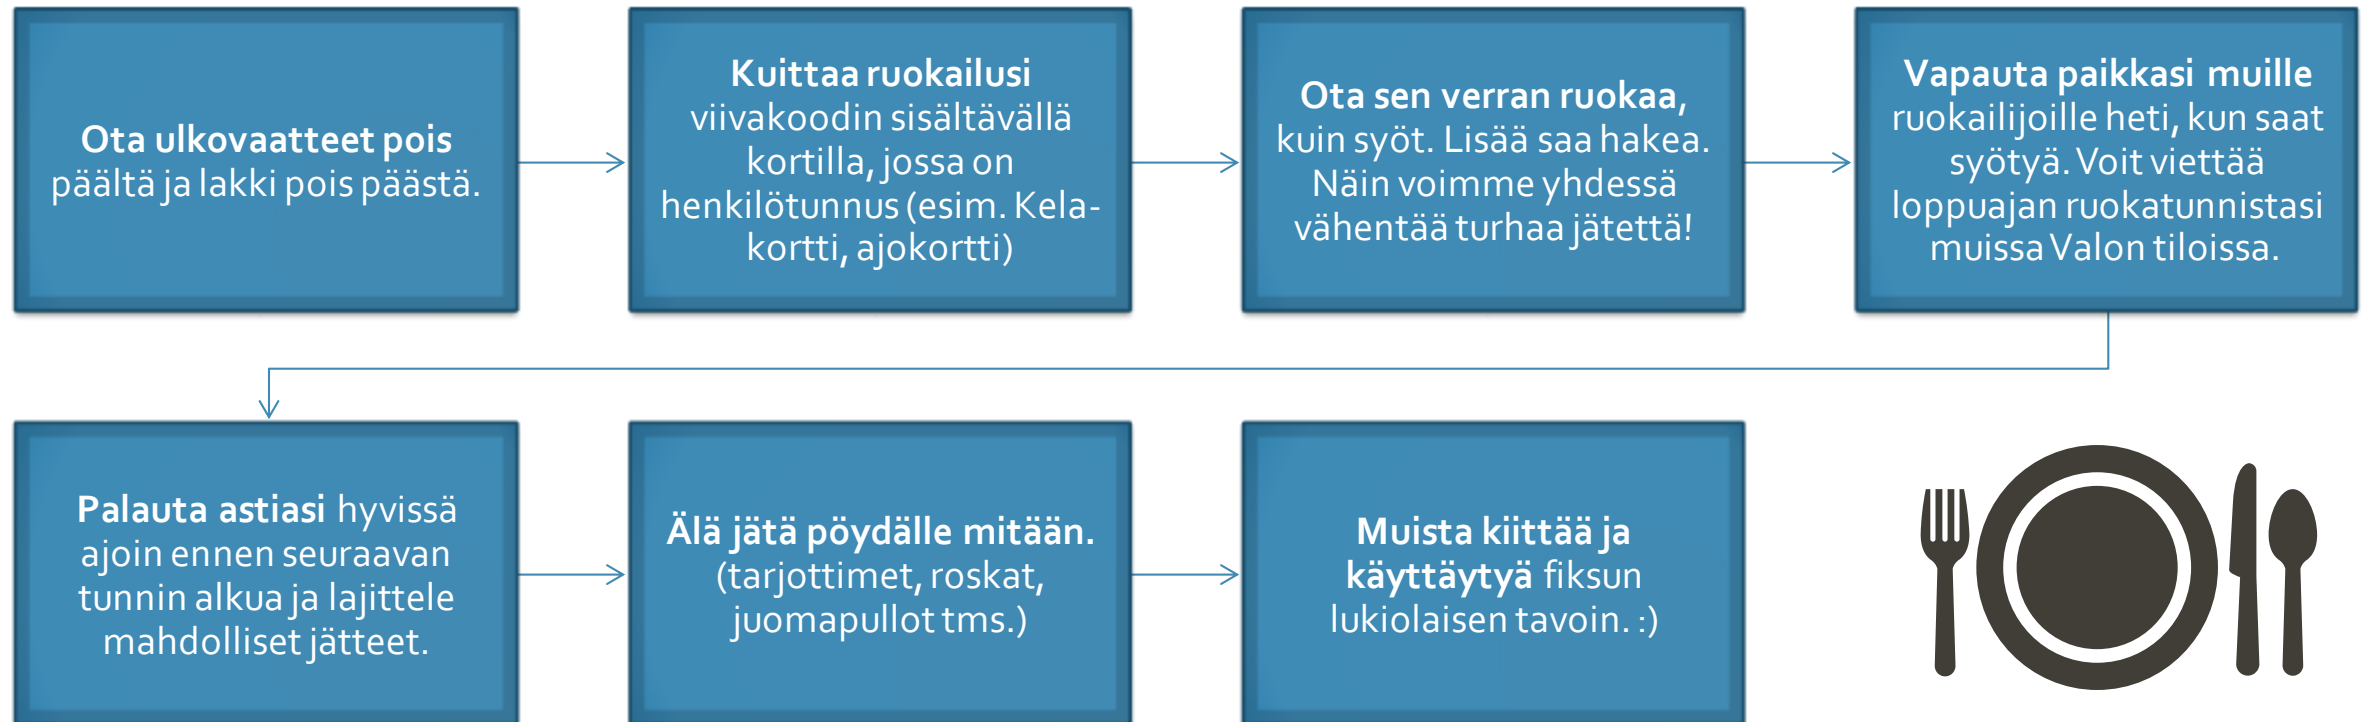 Ota ulkovaatteet pois
päältä ja lakki pois päästä.
Kuittaa ruokailusi
viivakoodin sisältävällä
kortilla, jossa on
henkilötunnus (esim. Kela-
kortti, ajokortti)
Ota sen verran ruokaa,
kuin syöt. Lisää saa hakea.
Näin voimme yhdessä
vähentää turhaa jätettä!
Vapauta paikkasi muille
ruokailijoille heti, kun saat
syötyä. Voit viettää
loppuajan ruokatunnistasi
muissa Valon tiloissa.
Palauta astiasi hyvissä
ajoin ennen seuraavan
tunnin alkua ja lajittele
mahdolliset jätteet.
Älä jätä pöydälle mitään.
(tarjottimet, roskat,
juomapullot tms.)
Muista kiittää ja
käyttäytyä fiksun
lukiolaisen tavoin. :)